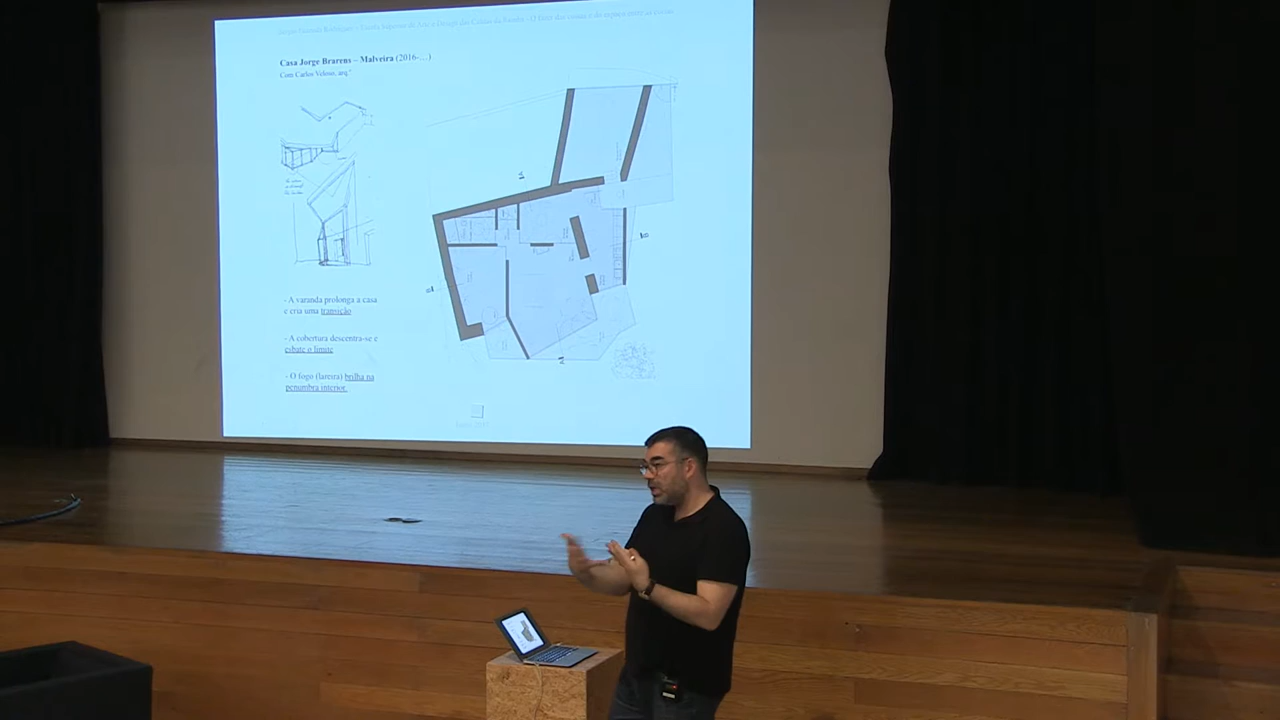 Casa Jorge Brarens – Malveira (2016-...)
Com Carlos Veloso, arq.º
- A varanda prolonga a casa
e cria uma transição
- A cobertura descentra-se e
esbate o limite
- O fogo (lareira) brilha na
penumbra interior.